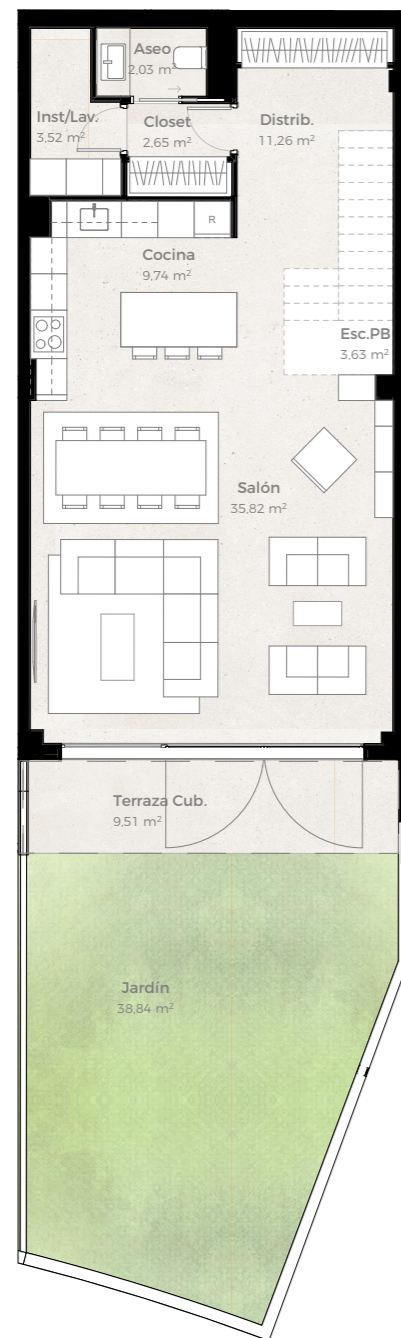 Aseo
2,03 m²
Inst/Lav.
3,52 m²
Closet
2,65 m²
Distrib.
11,26 m²
R
Cocina
9,74 m²
Esc.PB
3,63 m²
Salón
35,82 m²
Terraza Cub.
9,51 m²
Jardín
38,84 m²